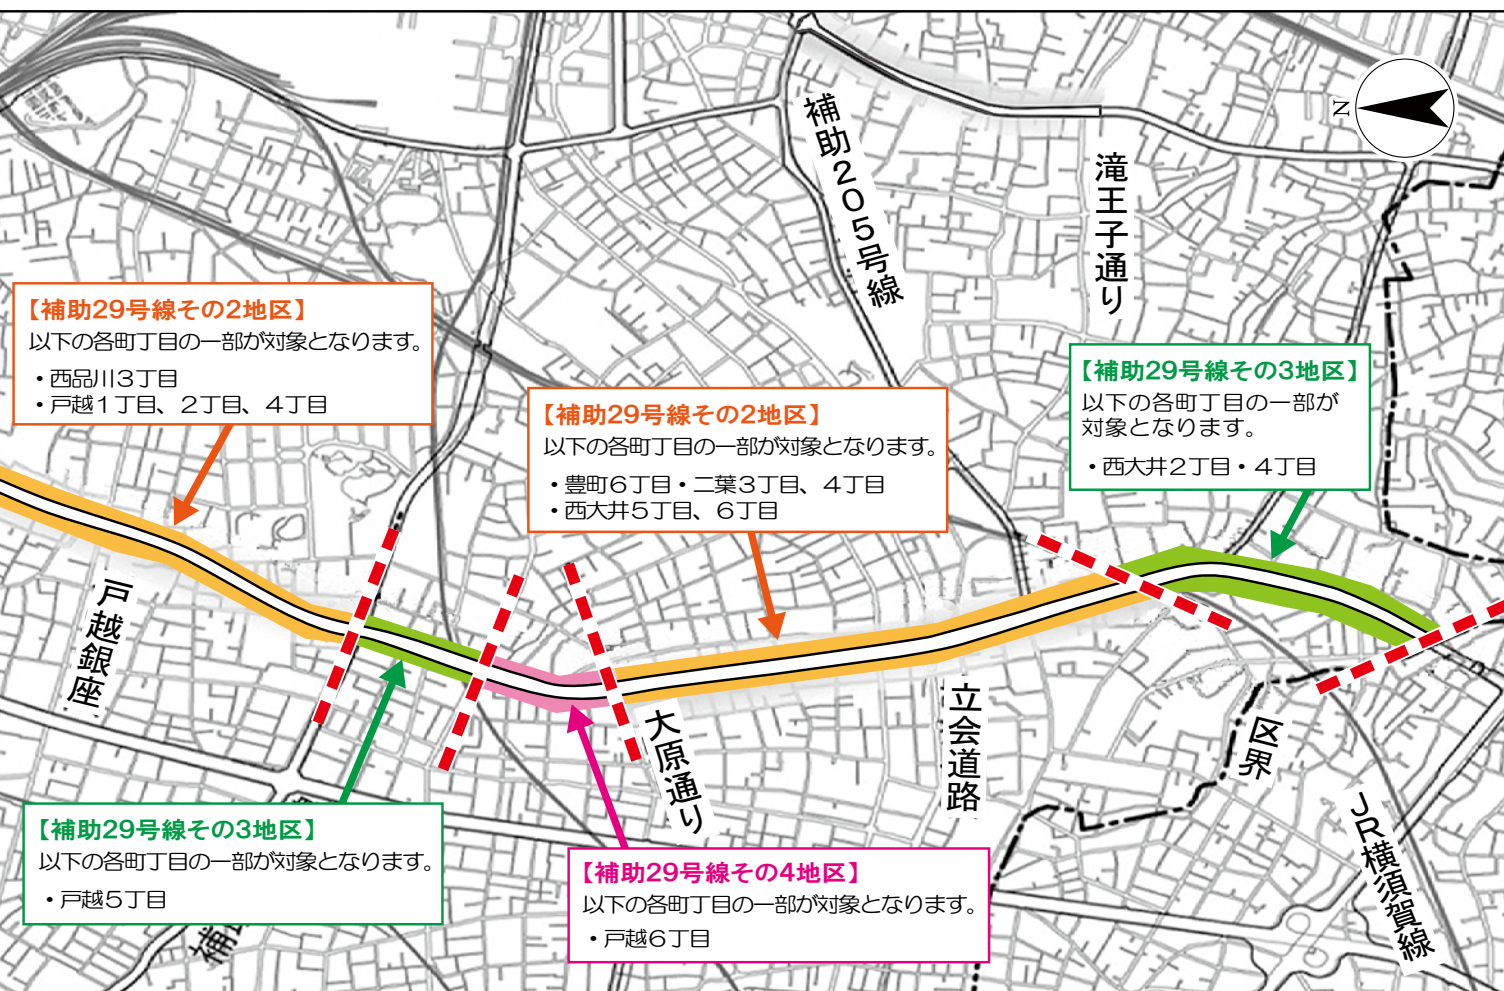 N
補助205号線
滝王子通り
【補助29号線その2地区】
以下の各町丁目の一部が対象となります。
・西品川3丁目
・戸越1丁目、2丁目、4丁目
【補助29号線その2地区】
以下の各町丁目の一部が対象となります。
・豊町6丁目・二葉3丁目、4丁目
・西大井5丁目、6丁目
【補助29号線その3地区】
以下の各町丁目の一部が
対象となります。
・西大井2丁目・4丁目
戸越銀座
大原通り
立会道路
区界
JR横須賀線
【補助29号線その3地区】
以下の各町丁目の一部が対象となります。
・戸越5丁目
【補助29号線その4地区】
以下の各町丁目の一部が対象となります。
・戸越6丁目
補